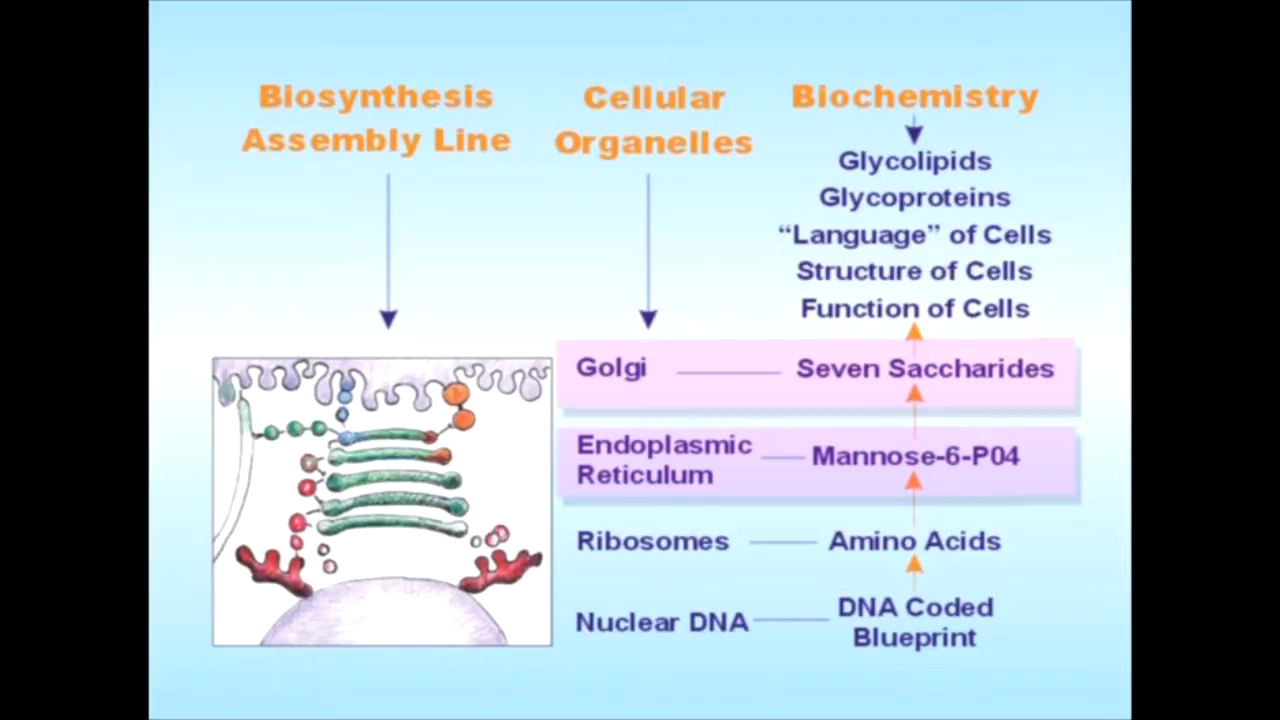 Biosynthesis
Assembly Line
Cellular
Organelles
Biochemistry
Glycolipids
Glycoproteins
“Language” of Cells
Structure of Cells
Function of Cells
Golgi
Seven Saccharides
Endoplasmic
Reticulum
Mannose-6-P04
Ribosomes
Amino Acids
Nuclear DNA
DNA Coded
Blueprint